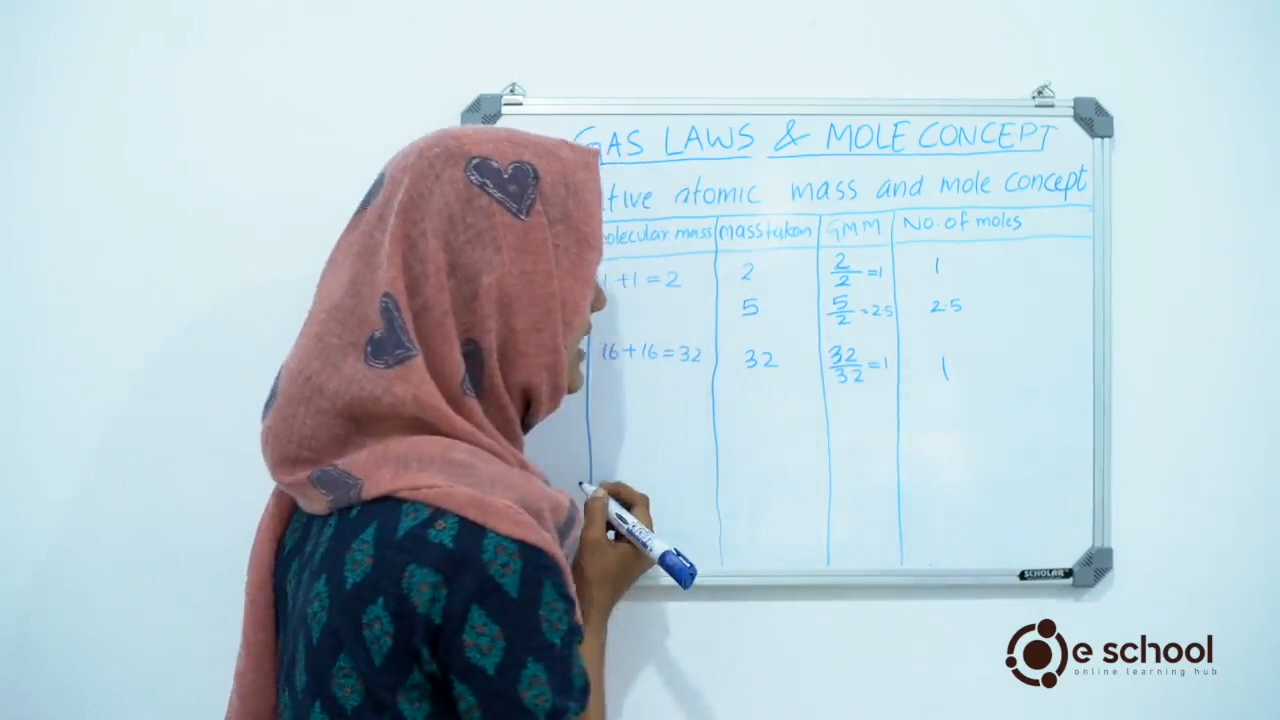 GAS LAWS & MOLE CONCEPT
atomic mass and mole concept
mass Mass taken GMM No. of moles
1+1=2 2 2/2=1 1
5 5/2=2.5 2.5
16+16=32 32 32/32=1 1
SCHOLAR
e school
online learning hub